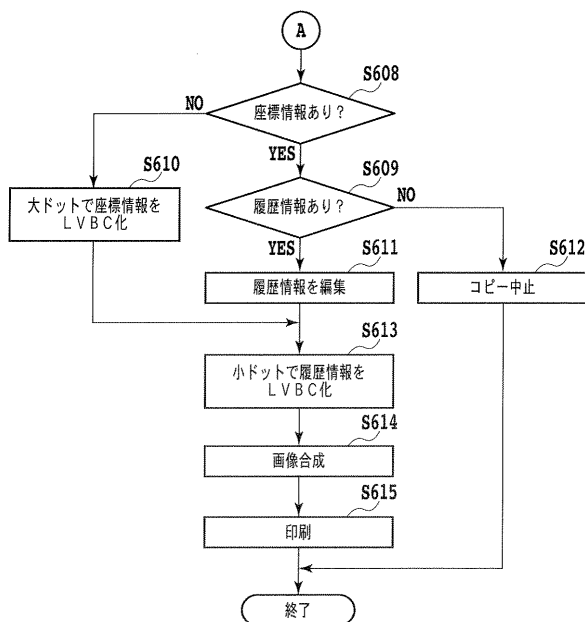 A
S608
座標情報あり？
NO
YES
S610
大ドットで座標情報を
ＬＶＢＣ化
S609
履歴情報あり？
NO
YES
S611
履歴情報を編集
S612
コピー中止
S613
小ドットで履歴情報を
ＬＶＢＣ化
S614
画像合成
S615
印刷
終了